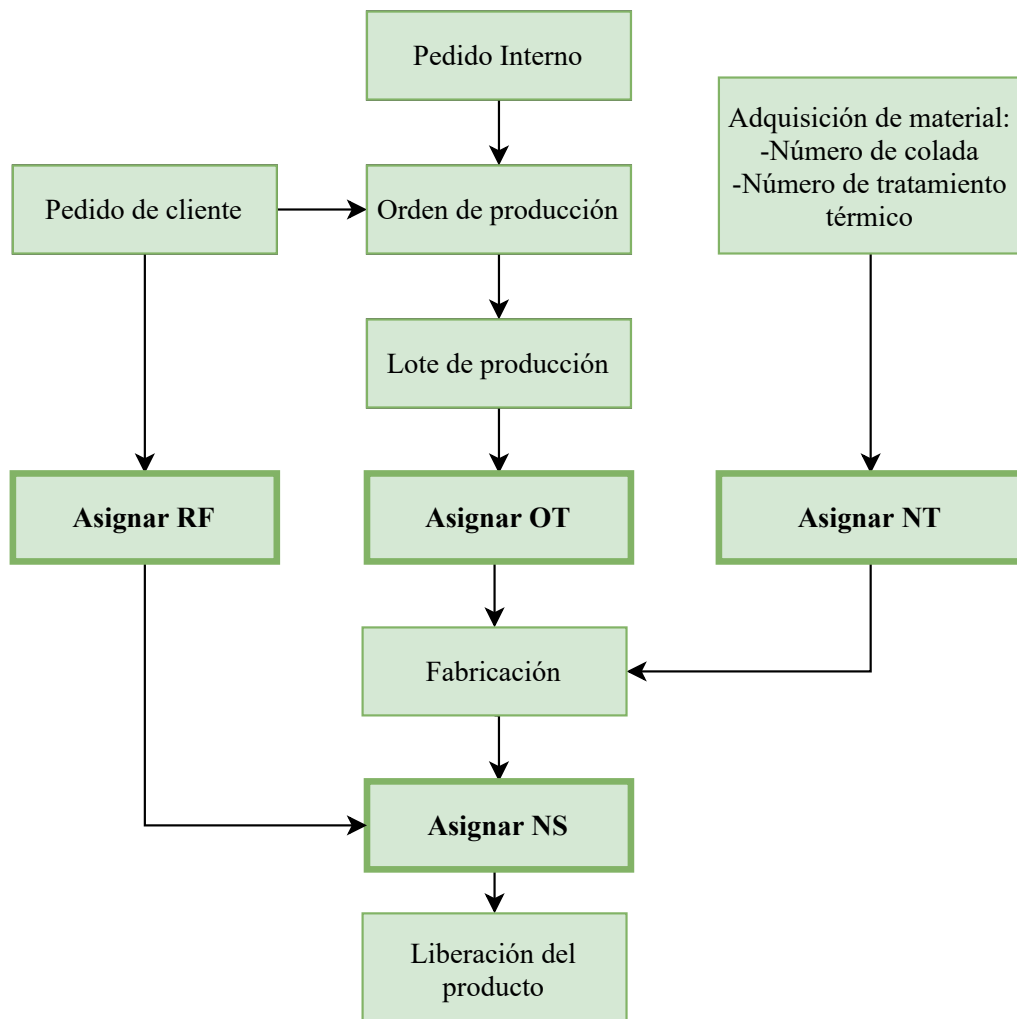 Pedido Interno
Adquisición de material:
-Número de colada
-Número de tratamiento
térmico
Pedido de cliente
Orden de producción
Lote de producción
Asignar RF
Asignar OT
Asignar NT
Fabricación
Asignar NS
Liberación del
producto